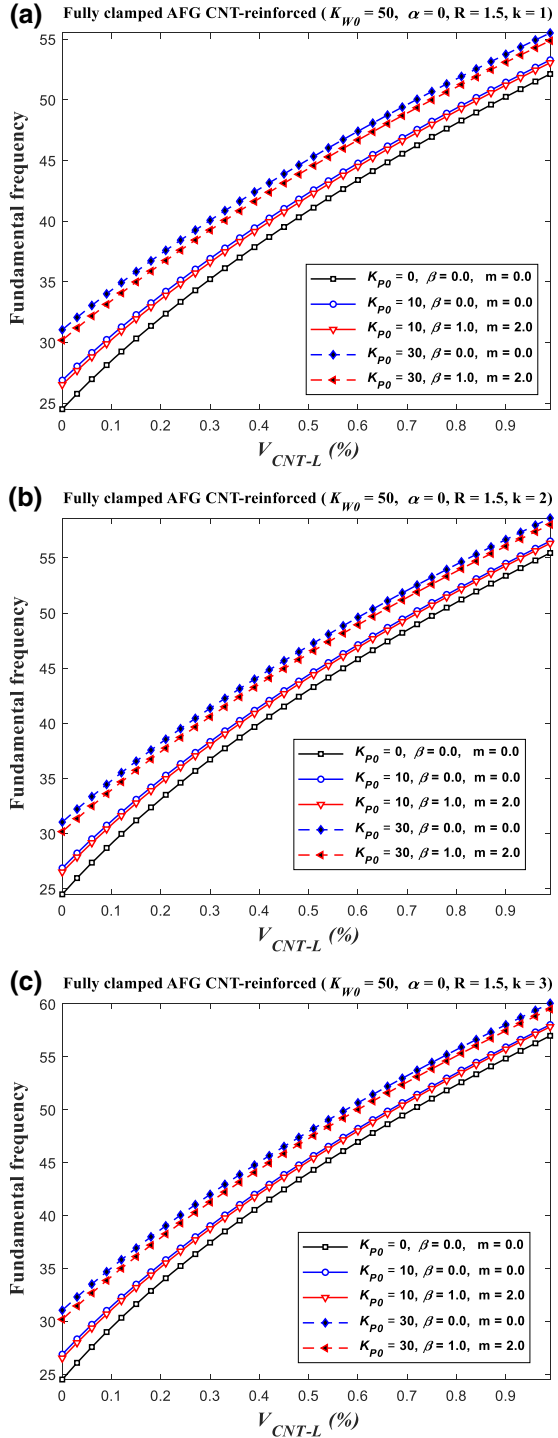 (a)
Fully clamped AFG CNT-reinforced ( K_W0 = 50, α = 0, R = 1.5, k = 1)
55
50
45
40
35
30
25
Fundamental frequency
K_P0 = 0, β = 0.0, m = 0.0
K_P0 = 10, β = 0.0, m = 0.0
K_P0 = 10, β = 1.0, m = 2.0
K_P0 = 30, β = 0.0, m = 0.0
K_P0 = 30, β = 1.0, m = 2.0
0 0.1 0.2 0.3 0.4 0.5 0.6 0.7 0.8 0.9
V_CNT-L (%)
(b)
Fully clamped AFG CNT-reinforced ( K_W0 = 50, α = 0, R = 1.5, k = 2)
55
50
45
40
35
30
25
Fundamental frequency
K_P0 = 0, β = 0.0, m = 0.0
K_P0 = 10, β = 0.0, m = 0.0
K_P0 = 10, β = 1.0, m = 2.0
K_P0 = 30, β = 0.0, m = 0.0
K_P0 = 30, β = 1.0, m = 2.0
0 0.1 0.2 0.3 0.4 0.5 0.6 0.7 0.8 0.9
V_CNT-L (%)
(c)
Fully clamped AFG CNT-reinforced ( K_W0 = 50, α = 0, R = 1.5, k = 3)
60
55
50
45
40
35
30
25
Fundamental frequency
K_P0 = 0, β = 0.0, m = 0.0
K_P0 = 10, β = 0.0, m = 0.0
K_P0 = 10, β = 1.0, m = 2.0
K_P0 = 30, β = 0.0, m = 0.0
K_P0 = 30, β = 1.0, m = 2.0
0 0.1 0.2 0.3 0.4 0.5 0.6 0.7 0.8 0.9
V_CNT-L (%)